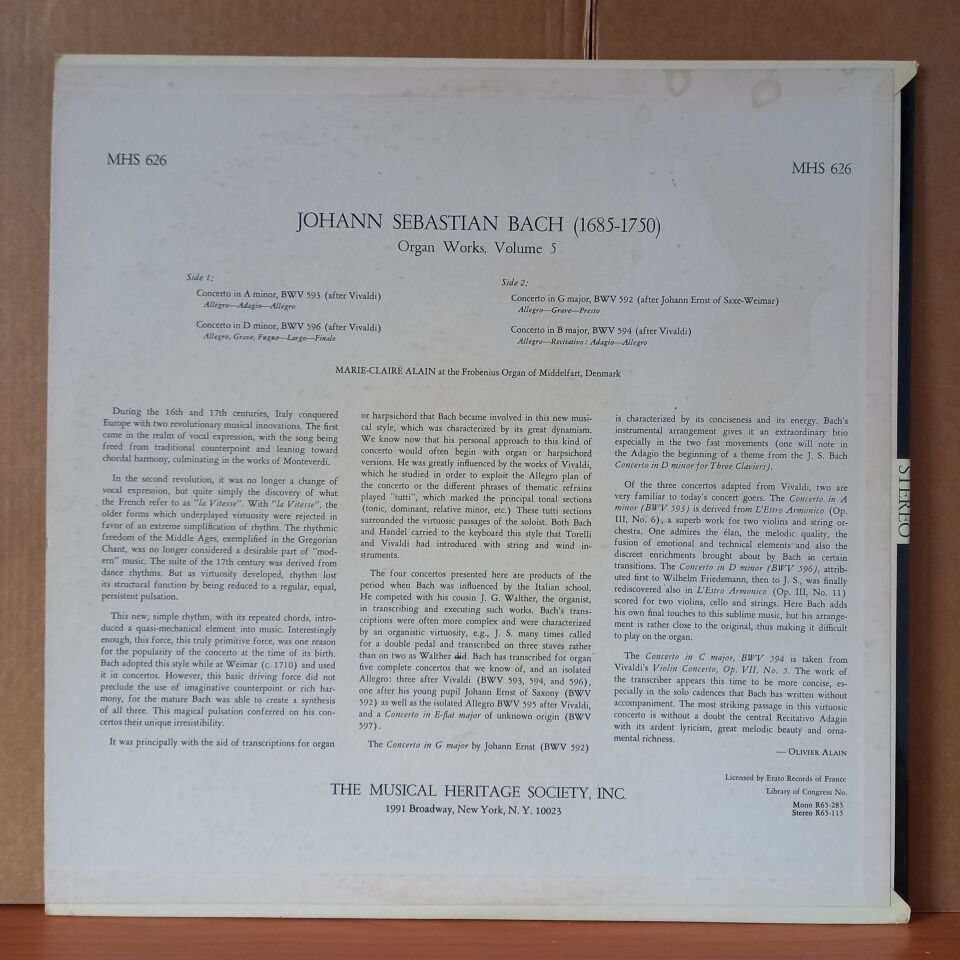 MHS 626
MHS 626
JOHANN SEBASTIAN BACH (1685-1750)
Organ Works, Volume 5
Side 1:
Concerto in A minor, BWV 593 (after Vivaldi)
Allegro—Adagio—Allegro
Concerto in D minor, BWV 596 (after Vivaldi)
Allegro, Grave, Fugue—Largo—Finale
Side 2:
Concerto in G major, BWV 592 (after Johann Ernst of Saxe-Weimar)
Allegro—Grave—Presto
Concerto in B major, BWV 594 (after Vivaldi)
Allegro—Recitativo: Adagio—Allegro
MARIE-CLAIRE ALAIN at the Frobenius Organ of Middelfart, Denmark
During the 16th and 17th centuries, Italy conquered
Europe with two revolutionary musical innovations. The first
came in the realm of vocal expression, with the song being
freed from traditional counterpoint and leaning toward
chordal harmony, culminating in the works of Monteverdi.
In the second revolution, it was no longer a change of
vocal expression, but quite simply the discovery of what
the French refer to as "la Vitesse". With "la Vitesse", the
older forms which underplayed virtuosity were rejected in
favor of an extreme simplification of rhythm. The rhythmic
freedom of the Middle Ages, exemplified in the Gregorian
Chant, was no longer considered a desirable part of "mod-
ern" music. The suite of the 17th century was derived from
dance rhythms. But as virtuosity developed, rhythm lost
its structural function by being reduced to a regular, equal,
persistent pulsation.
This new, simple rhythm, with its repeated chords, intro-
duced a quasi-mechanical element into music. Interestingly
enough, this force, this truly primitive force, was one reason
for the popularity of the concerto at the time of its birth.
Bach adopted this style while at Weimar (c. 1710) and used
it in concertos. However, this basic driving force did not
preclude the use of imaginative counterpoint or rich har-
mony, for the mature Bach was able to create a synthesis
of all three. This magical pulsation conferred on his con-
certos their unique irresistibility.
It was principally with the aid of transcriptions for organ
or harpsichord that Bach became involved in this new musi-
cal style, which was characterized by its great dynamism.
We know now that his personal approach to this kind of
concerto would often begin with organ or harpsichord
versions. He was greatly influenced by the works of Vivaldi,
which he studied in order to exploit the Allegro plan of
the concerto or the different phrases of thematic refrains
played "tutti", which marked the principal tonal sections
(tonic, dominant, relative minor, etc.) These tutti sections
surrounded the virtuosic passages of the soloist. Both Bach
and Handel carried to the keyboard this style that Torelli
and Vivaldi had introduced with string and wind in-
struments.
The four concertos presented here are products of the
period when Bach was influenced by the Italian school.
He competed with his cousin J. G. Walther, the organist,
in transcribing and executing such works. Bach's trans-
criptions were often more complex and were characterized
by an organistic virtuosity, e.g., J. S. many times called
for a double pedal and transcribed on three staves rather
than on two as Walther did. Bach has transcribed for organ
five complete concertos that we know of, and an isolated
Allegro: three after Vivaldi (BWV 593, 594, and 596),
one after his young pupil Johann Ernst of Saxony (BWV
592) as well as the isolated Allegro BWV 595 after Vivaldi,
and a Concerto in E-flat major of unknown origin (BWV
597).
The Concerto in G major by Johann Ernst (BWV 592)
is characterized by its conciseness and its energy. Bach's
instrumental arrangement gives it an extraordinary brio
especially in the two fast movements (one will note in
the Adagio the beginning of a theme from the J. S. Bach
Concerto in D minor for Three Claviers).
Of the three concertos adapted from Vivaldi, two are
very familiar to today's concert goers. The Concerto in A
minor (BWV 593) is derived from L'Estro Armonico (Op.
III, No. 6), a superb work for two violins and string or-
chestra. One admires the élan, the melodic quality, the
fusion of emotional and technical elements and also the
discreet enrichments brought about by Bach in certain
transitions. The Concerto in D minor (BWV 596), attrib-
uted first to Wilhelm Friedemann, then to J. S., was finally
rediscovered also in L'Estro Armonico (Op. III, No. 11)
scored for two violins, cello and strings. Here Bach adds
his own final touches to this sublime music, but his arrange-
ment is rather close to the original, thus making it difficult
to play on the organ.
The Concerto in C major, BWV 594 is taken from
Vivaldi's Violin Concerto, Op. VII, No. 5. The work of
the transcriber appears this time to be more concise, es-
pecially in the solo cadences that Bach has written without
accompaniment. The most striking passage in this virtuosic
concerto is without a doubt the central Recitativo Adagio
with its ardent lyricism, great melodic beauty and orna-
mental richness.
— OLIVIER ALAIN
THE MUSICAL HERITAGE SOCIETY, INC.
1991 Broadway, New York, N. Y. 10023
Licensed by Erato Records of France
Library of Congress No.
Mono R65-283
Stereo R65-113
STEREO